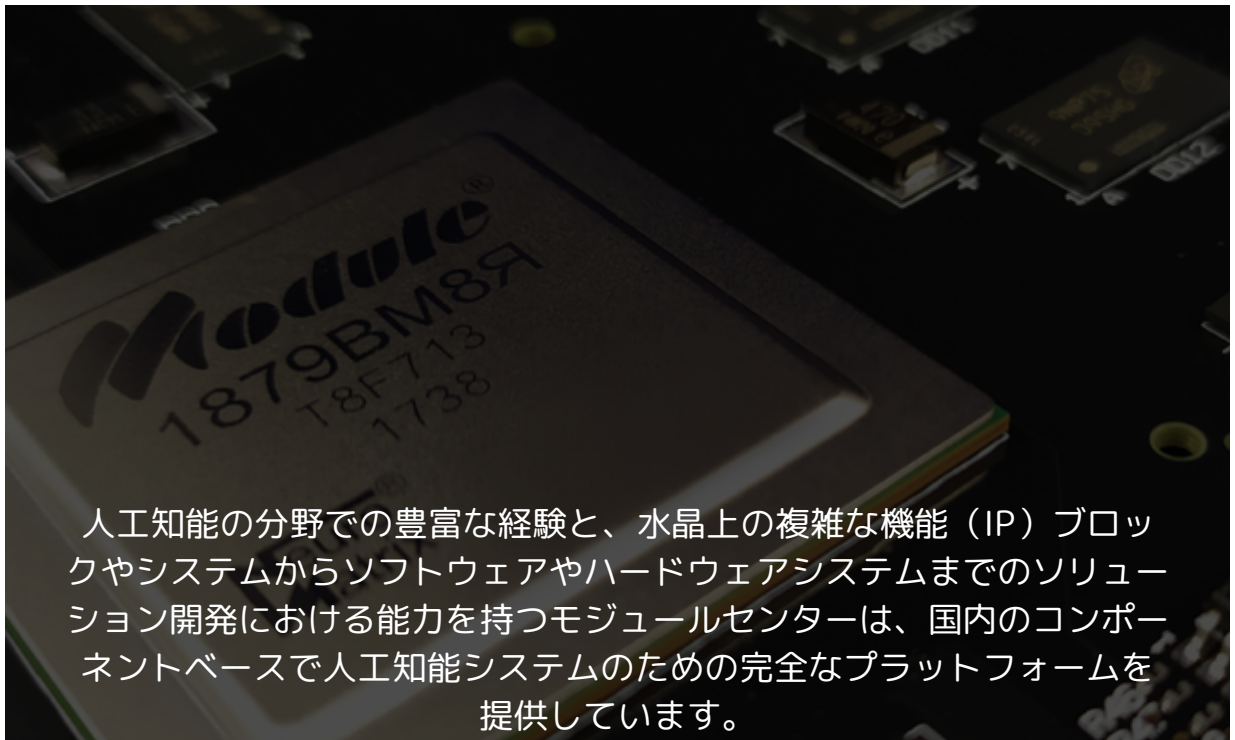 DD11
9HP75
D9SHD
DD12
Module®
1879ВМ8Я
T8F713
1738
人工知能の分野での豊富な経験と、水晶上の複雑な機能（IP）ブロッ
クやシステムからソフトウェアやハードウェアシステムまでのソリュー
ション開発における能力を持つモジュールセンターは、国内のコンポー
ネントベースで人工知能システムのための完全なプラットフォームを
提供しています。